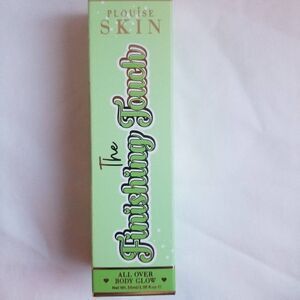 PLOUISE
SKIN
The
Finishing Touch
ALL OVER
BODY GLOW